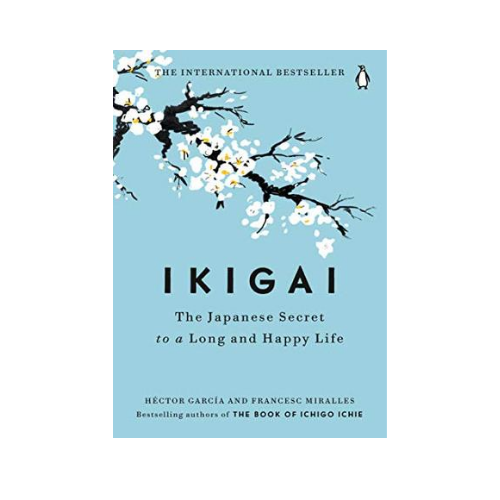 THE INTERNATIONAL BESTSELLER
IKIGAI
The Japanese Secret
to a Long and Happy Life
HÉCTOR GARCÍA AND FRANCESC MIRALLES
Bestselling authors of THE BOOK OF ICHIGO ICHIE